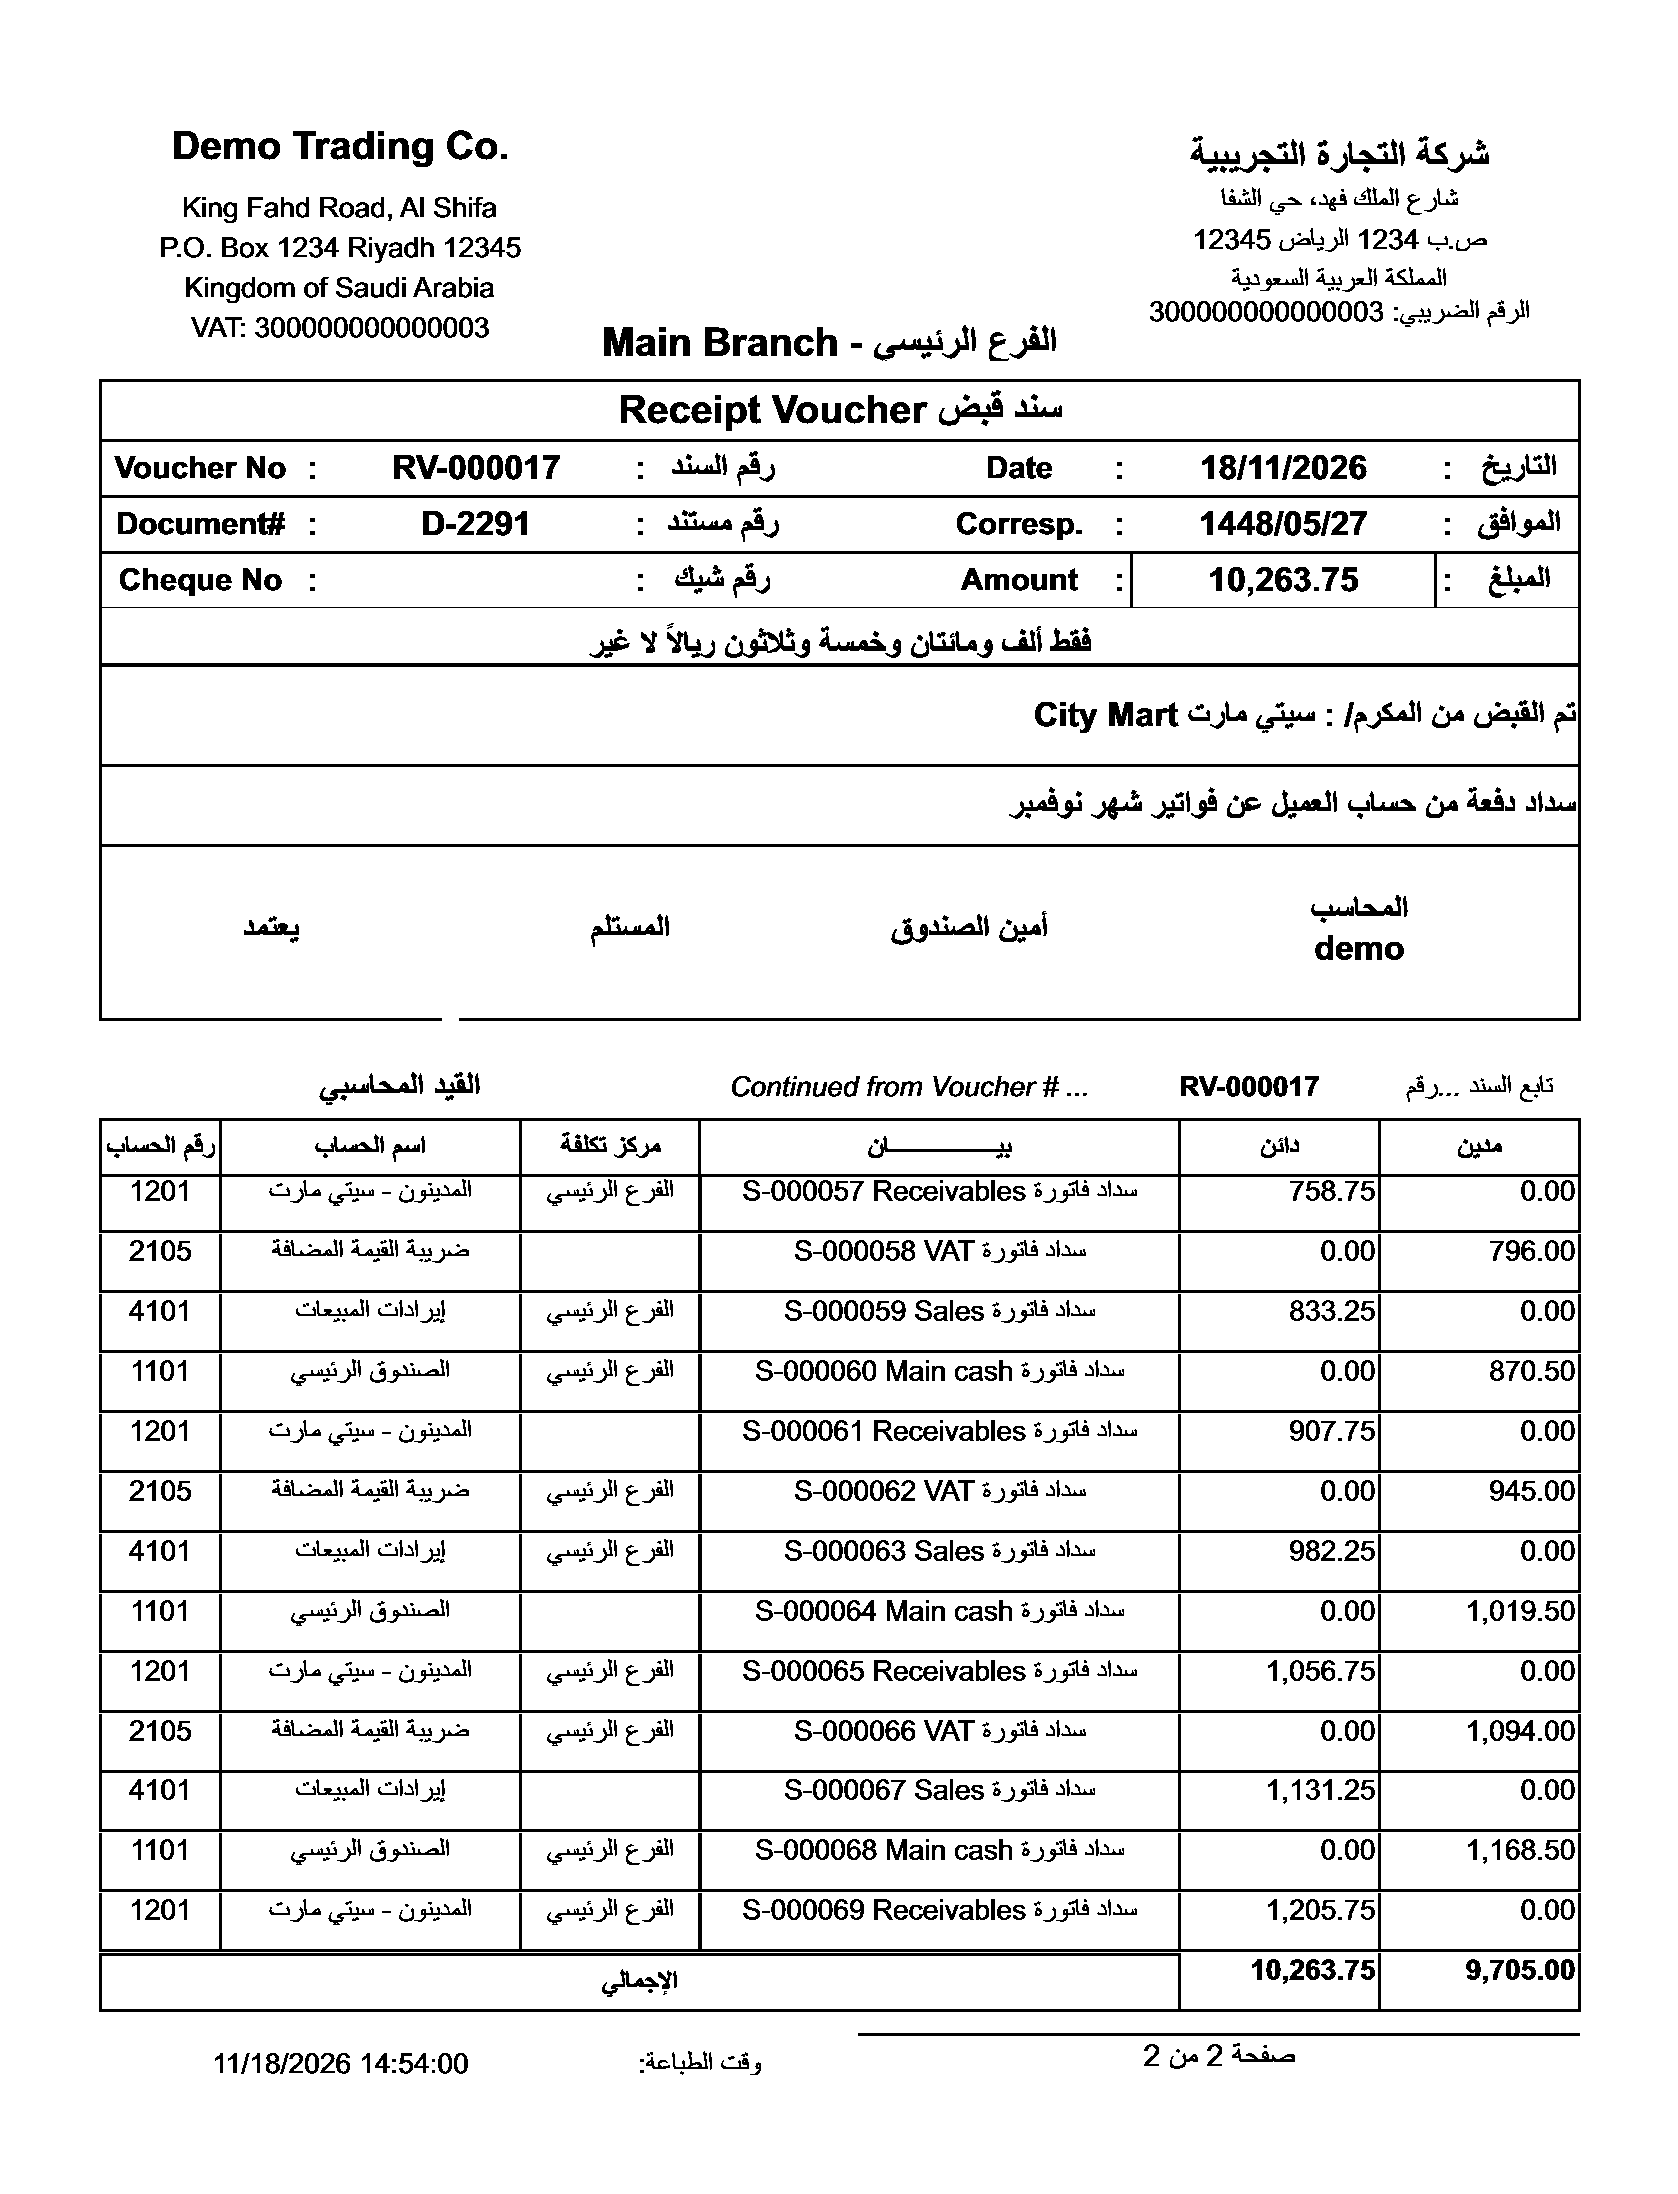 Demo Trading Co.
King Fahd Road, Al Shifa
P.O. Box 1234 Riyadh 12345
Kingdom of Saudi Arabia
VAT: 300000000000003
شركة التجارة التجريبية
شارع الملك فهد، حي الشفا
ص.ب 1234 الرياض 12345
المملكة العربية السعودية
الرقم الضريبي: 300000000000003
Main Branch - الفرع الرئيسي
Receipt Voucher سند قبض
Voucher No : RV-000017 : رقم السند Date : 18/11/2026 : التاريخ
Document# : D-2291 : رقم مستند Corresp. : 1448/05/27 : الموافق
Cheque No : : رقم شيك Amount : 10,263.75 : المبلغ
فقط ألف ومائتان وخمسة وثلاثون ريالاً لا غير
تم القبض من المكرم/ : سيتي مارت City Mart
سداد دفعة من حساب العميل عن فواتير شهر نوفمبر
المحاسب أمين الصندوق المستلم يعتمد
demo
تابع السند ...رقم RV-000017 Continued from Voucher # ... القيد المحاسبي
رقم الحساب اسم الحساب مركز تكلفة بيـــــــــــــان دائن مدين
1201 المدينون - سيتي مارت الفرع الرئيسي سداد فاتورة S-000057 Receivables 758.75 0.00
2105 ضريبة القيمة المضافة سداد فاتورة S-000058 VAT 0.00 796.00
4101 إيرادات المبيعات الفرع الرئيسي سداد فاتورة S-000059 Sales 833.25 0.00
1101 الصندوق الرئيسي الفرع الرئيسي سداد فاتورة S-000060 Main cash 0.00 870.50
1201 المدينون - سيتي مارت سداد فاتورة S-000061 Receivables 907.75 0.00
2105 ضريبة القيمة المضافة الفرع الرئيسي سداد فاتورة S-000062 VAT 0.00 945.00
4101 إيرادات المبيعات الفرع الرئيسي سداد فاتورة S-000063 Sales 982.25 0.00
1101 الصندوق الرئيسي سداد فاتورة S-000064 Main cash 0.00 1,019.50
1201 المدينون - سيتي مارت الفرع الرئيسي سداد فاتورة S-000065 Receivables 1,056.75 0.00
2105 ضريبة القيمة المضافة الفرع الرئيسي سداد فاتورة S-000066 VAT 0.00 1,094.00
4101 إيرادات المبيعات سداد فاتورة S-000067 Sales 1,131.25 0.00
1101 الصندوق الرئيسي الفرع الرئيسي سداد فاتورة S-000068 Main cash 0.00 1,168.50
1201 المدينون - سيتي مارت الفرع الرئيسي سداد فاتورة S-000069 Receivables 1,205.75 0.00
الإجمالي 10,263.75 9,705.00
صفحة 2 من 2
وقت الطباعة: 11/18/2026 14:54:00